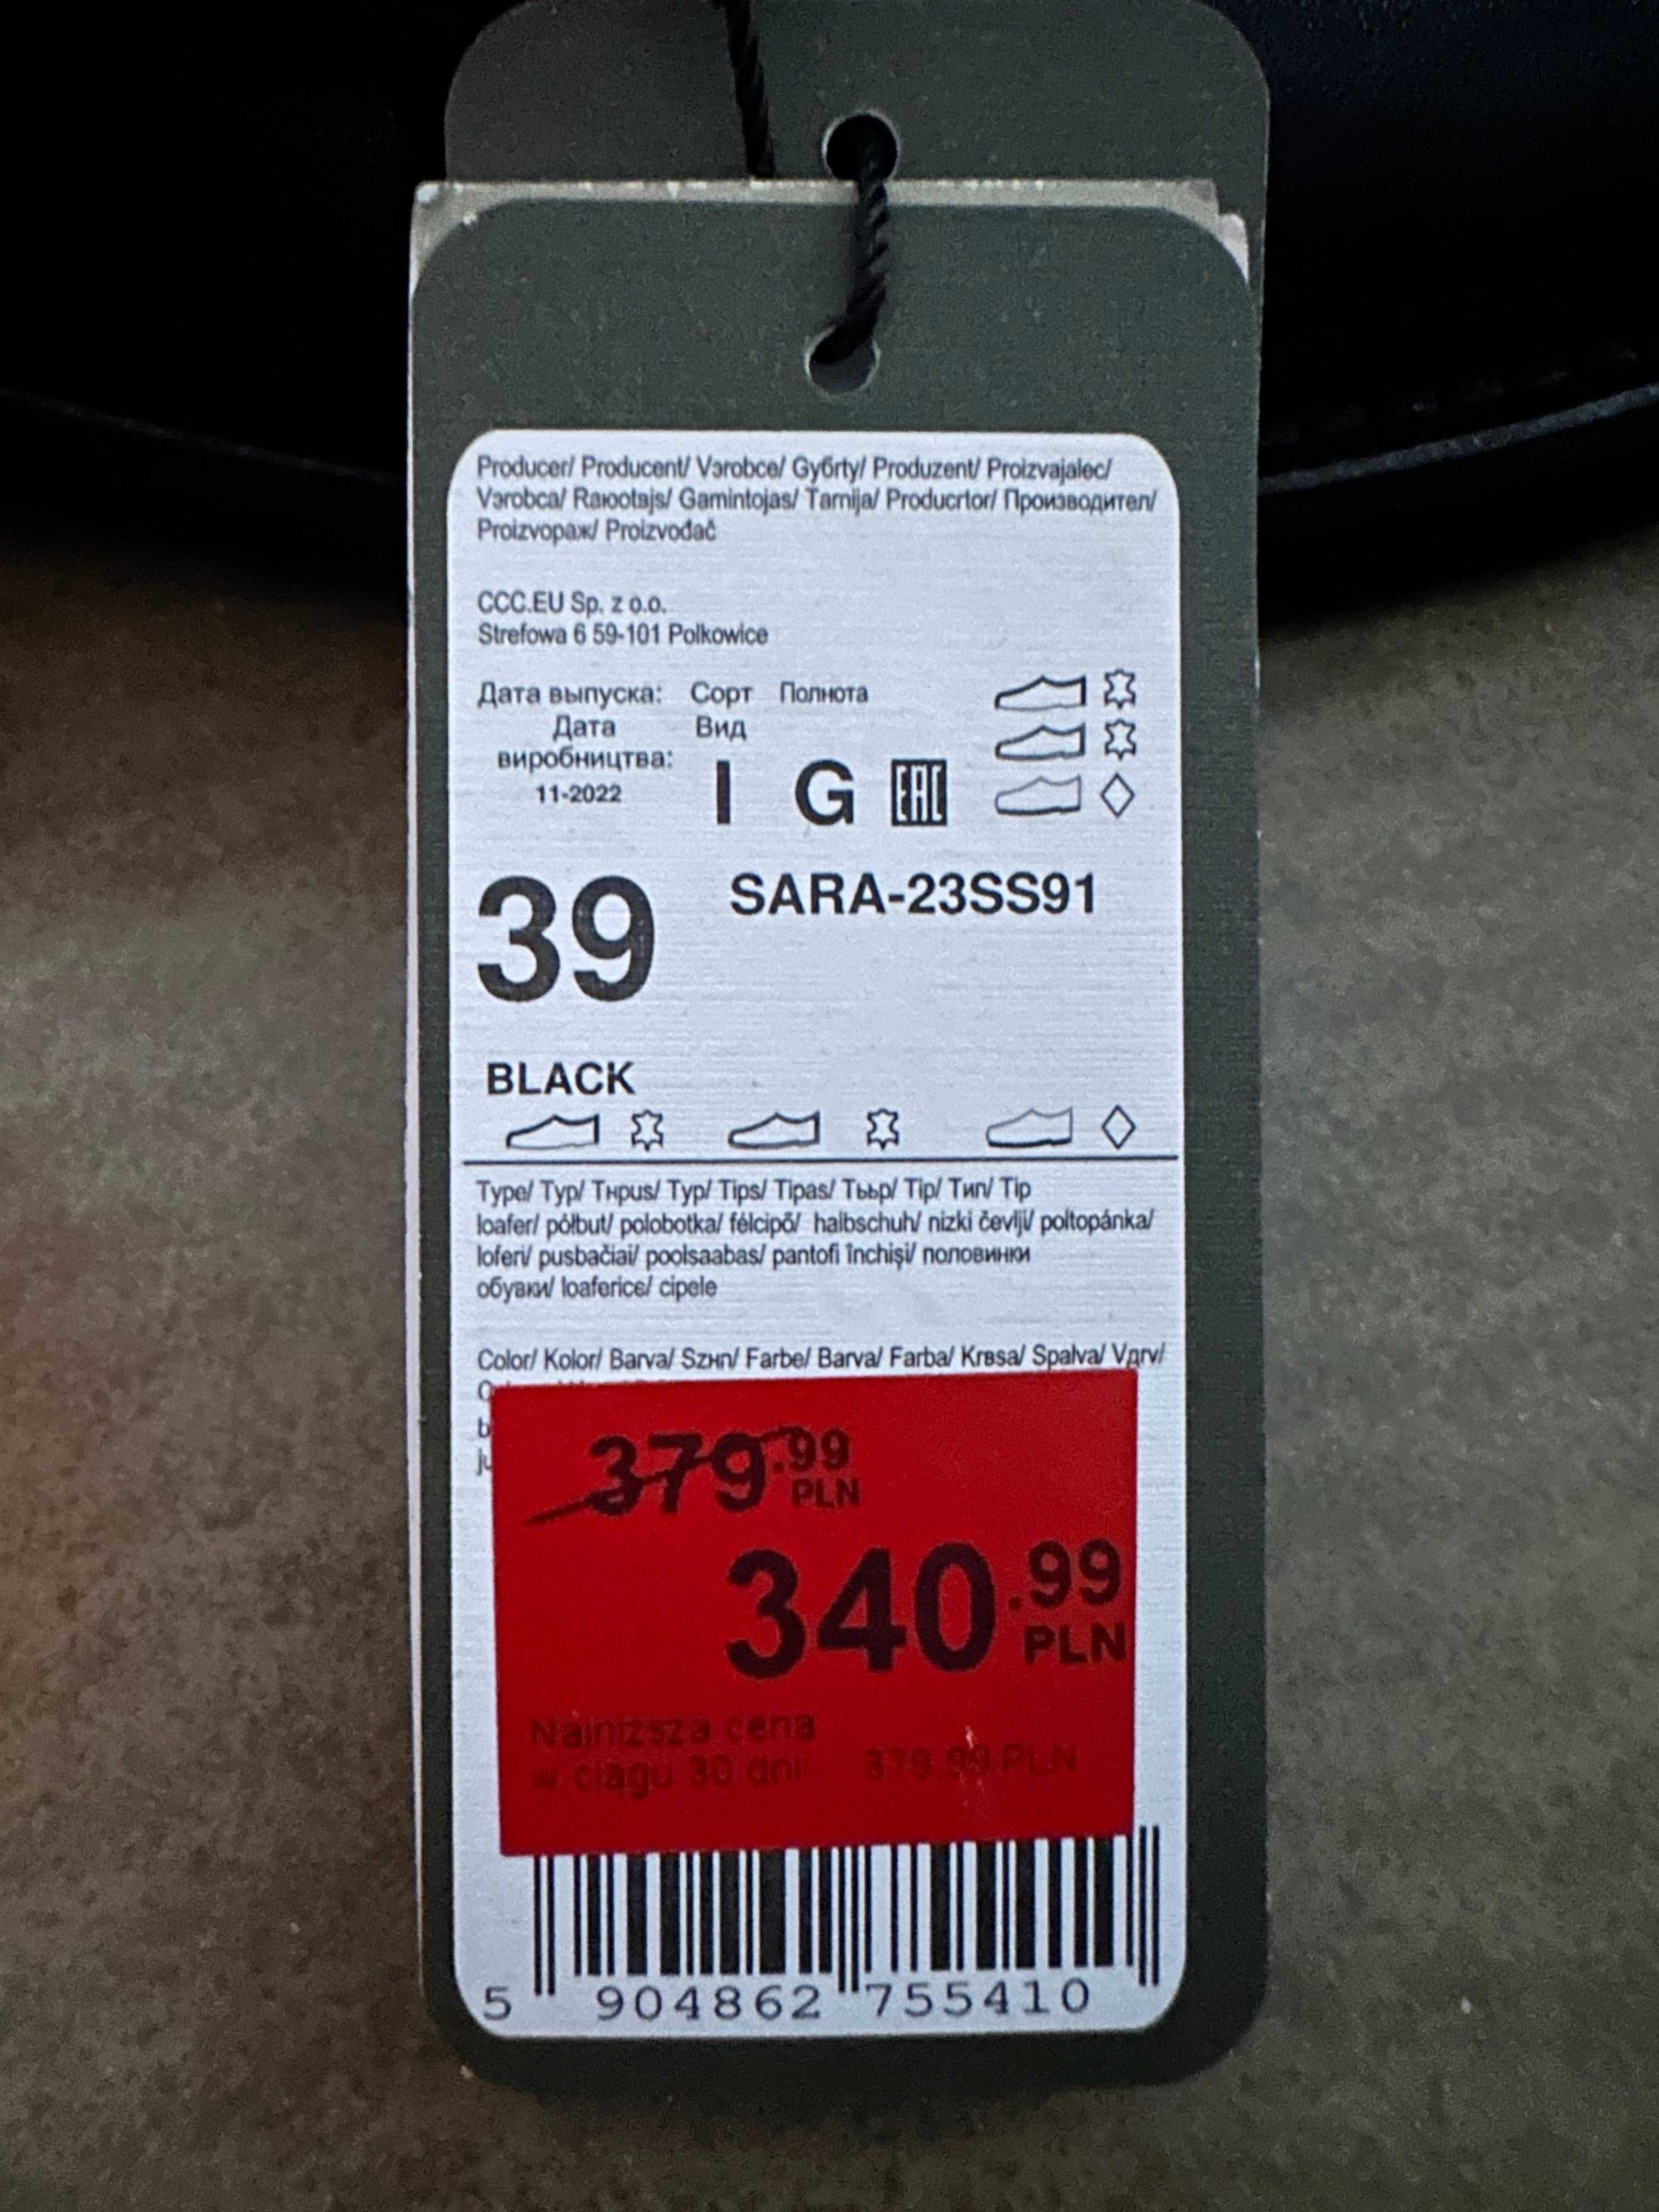 Producer/ Producent/ Vэrobce/ Gyбrty/ Produzent/ Proizvajalec/
Vэrobca/ Raюotвjs/ Gamintojas/ Tarnija/ Producrtor/ Производител/
Proizvopaж/ Proizvođač
CCC.EU Sp. z o.o.
Strefowa 6 59-101 Polkowice
Дата выпуска: Сорт Полнота
Дата Вид
виробництва:
11-2022 I G EAC
39 SARA-23SS91
BLACK
Type/ Typ/ Tнpus/ Typ/ Tips/ Tipas/ Tььp/ Tip/ Тип/ Tip
loafer/ półbut/ polobotka/ félcipő/ halbschuh/ nizki čevlji/ poltopánka/
loferi/ pusbačiai/ poolsaabas/ pantofi închişi/ половинки
обувки/ loaferice/ cipele
Color/ Kolor/ Barva/ Szнn/ Farbe/ Barva/ Farba/ Krвsa/ Spalva/ Vдrv/
379.99
PLN
340.99
PLN
Najniższa cena
w ciągu 30 dni 379.99 PLN
5 904862 755410